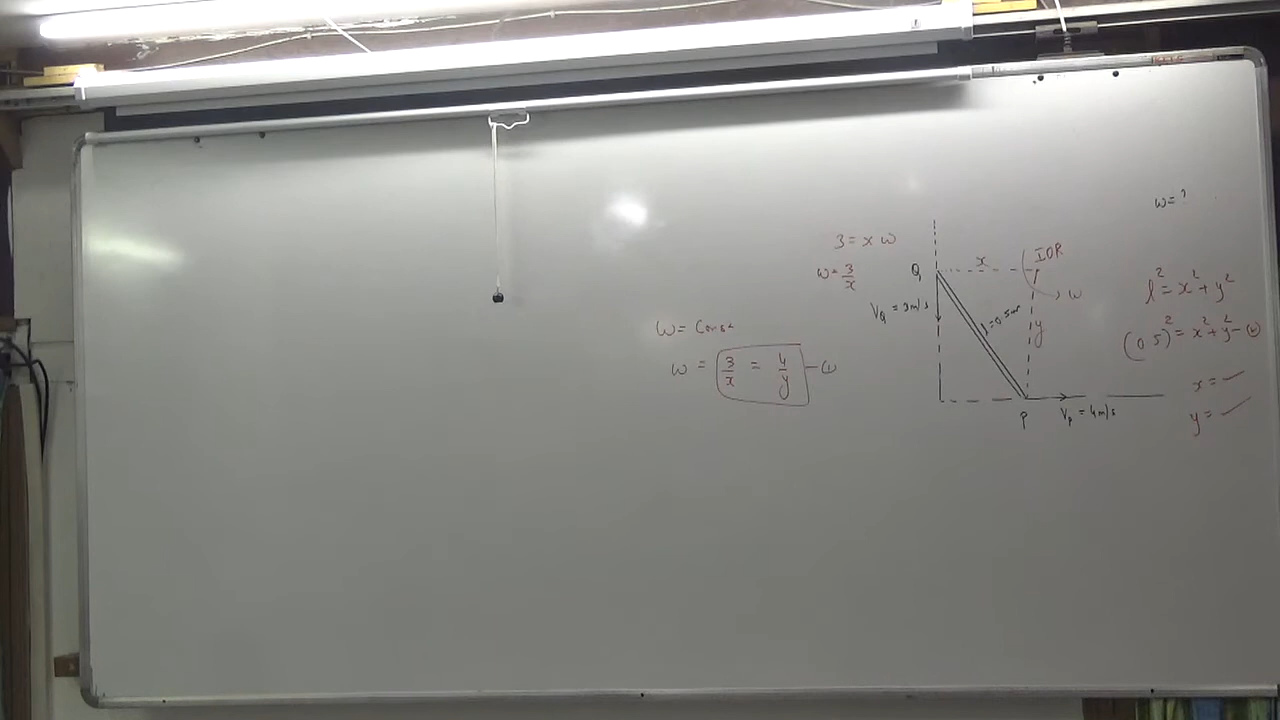 ω = ?
3 = x ω
ω = 3/x
Q
x
IOR
ω
V_Q = 3m/s
l = 0.5m
y
P
V_p = 4m/s
l² = x² + y²
(0.5)² = x² + y² — ②
x = ✓
y = ✓
ω = Const
ω = 3/x = 4/y — ①